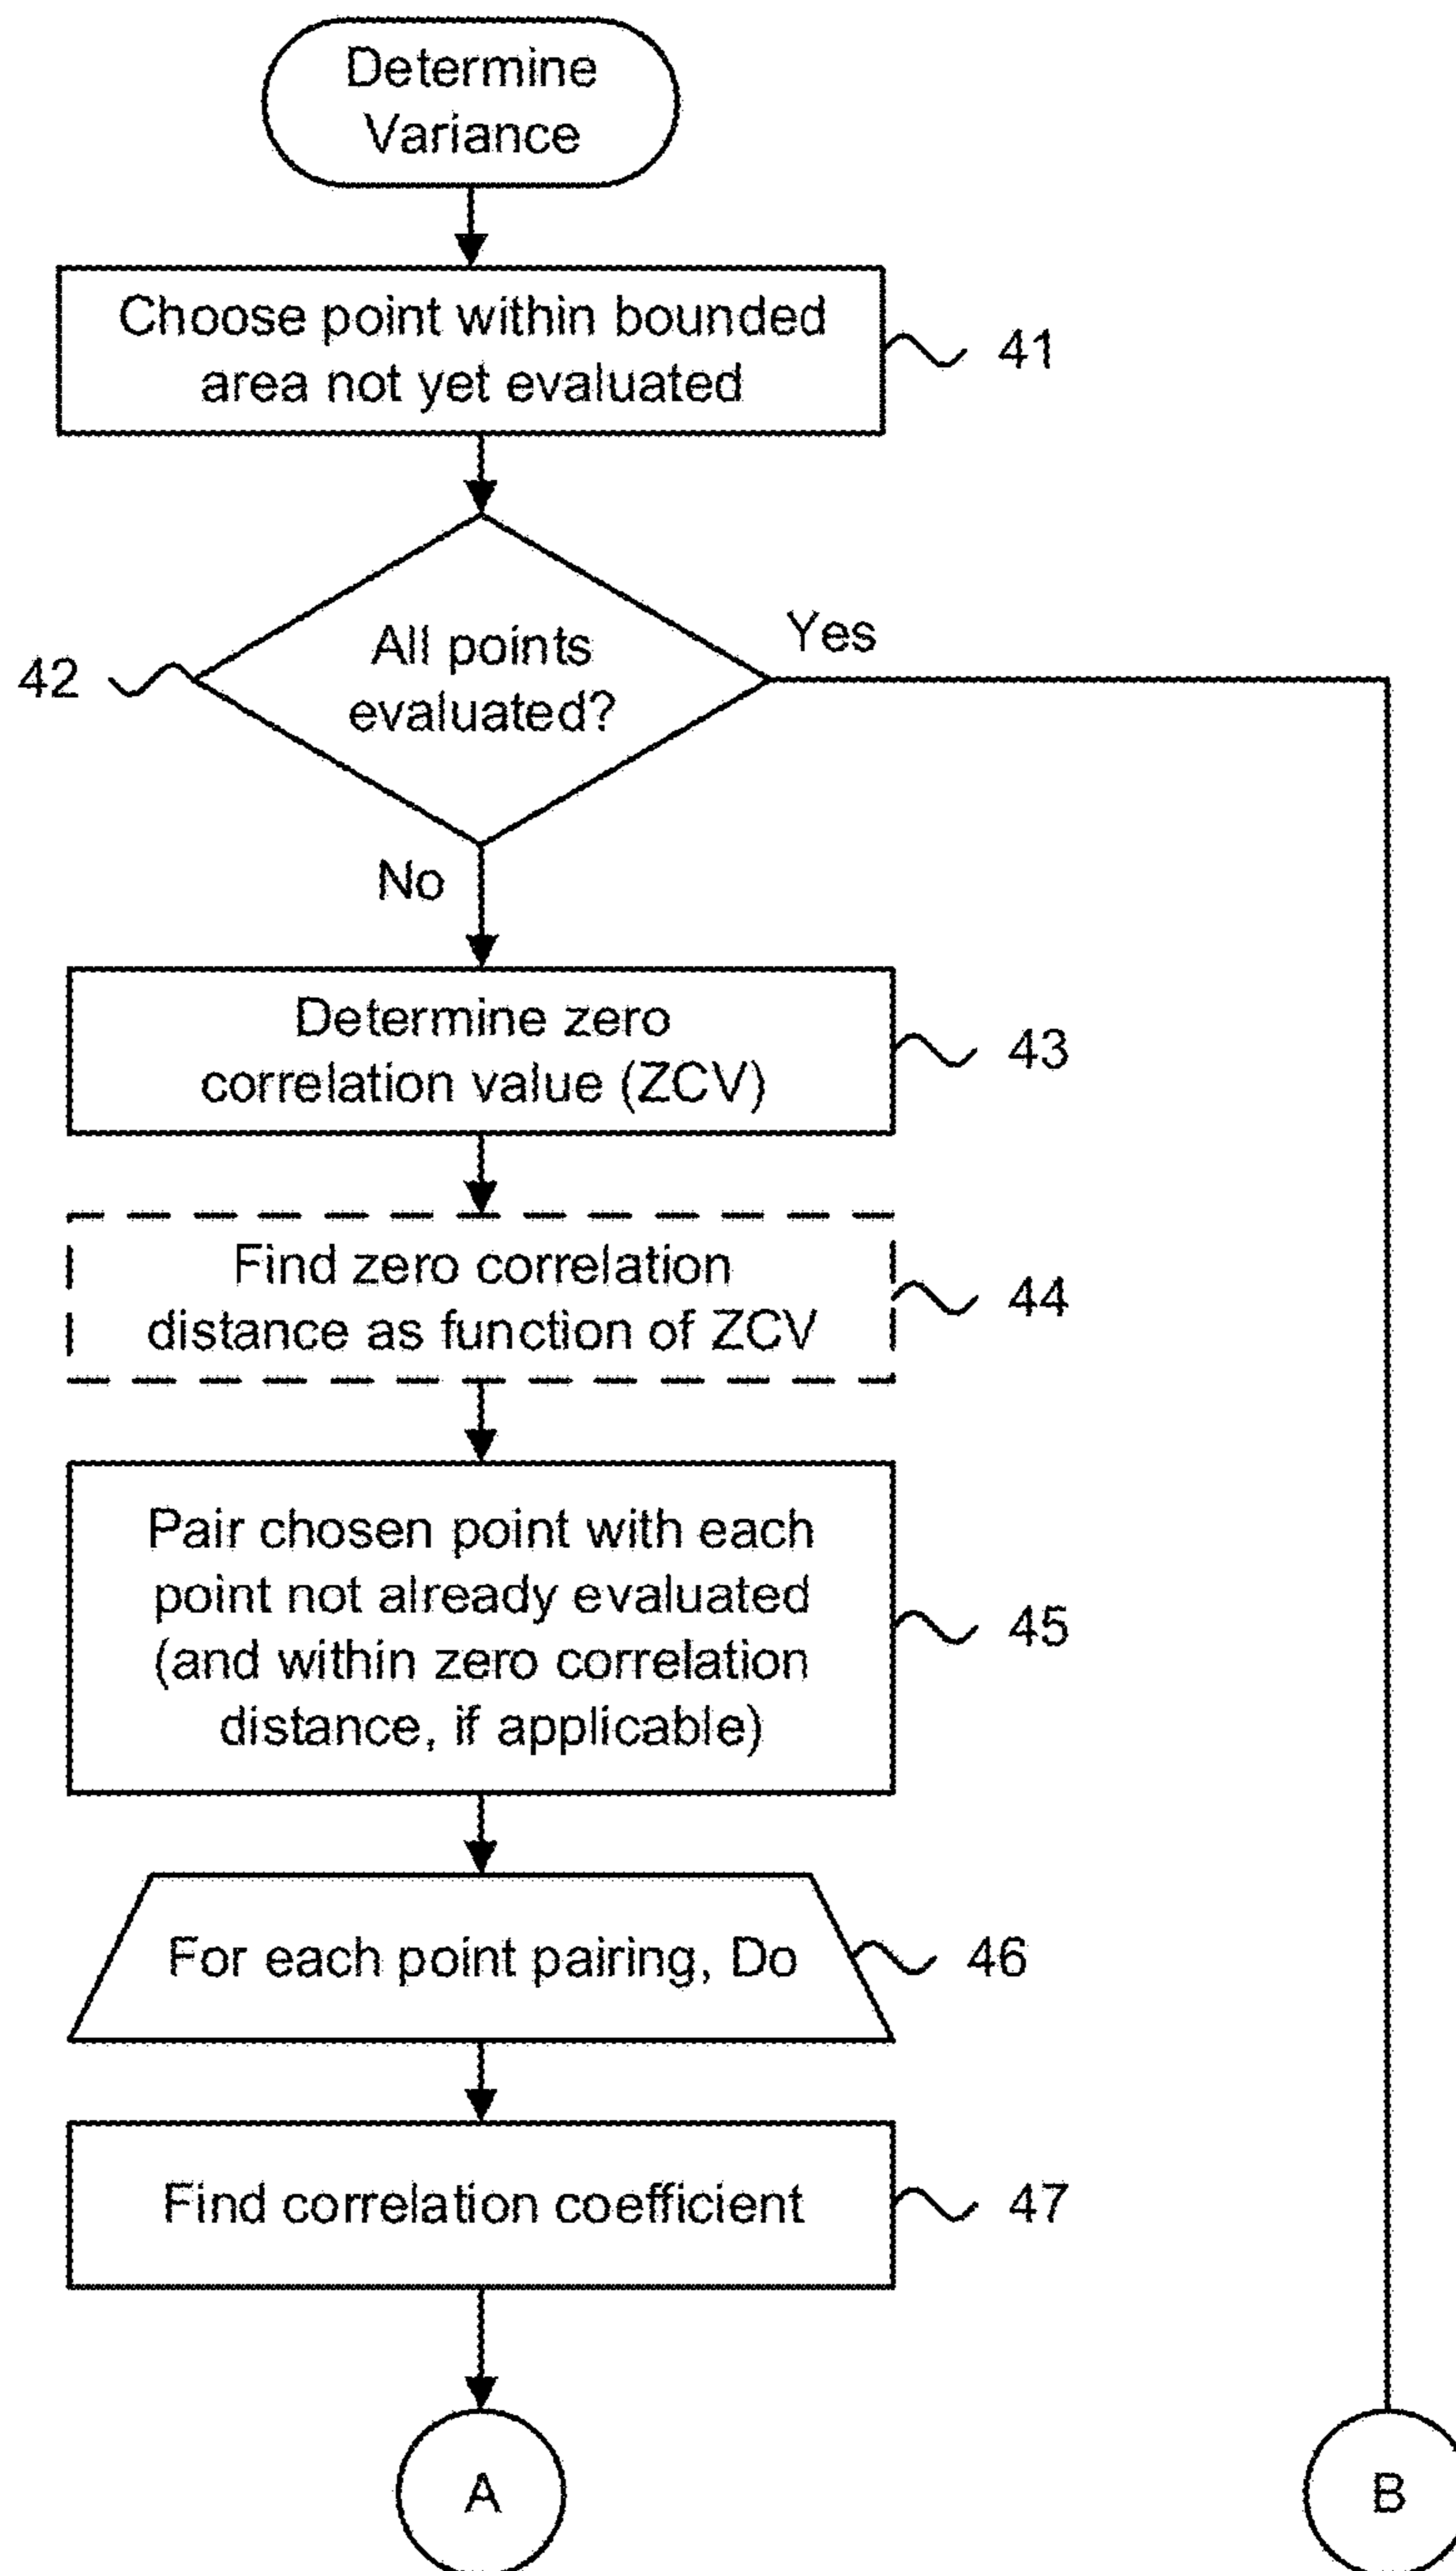 Determine
Variance
Choose point within bounded
area not yet evaluated
41
All points
evaluated?
42
Yes
No
Determine zero
correlation value (ZCV)
43
Find zero correlation
distance as function of ZCV
44
Pair chosen point with each
point not already evaluated
(and within zero correlation
distance, if applicable)
45
For each point pairing, Do
46
Find correlation coefficient
47
A
B